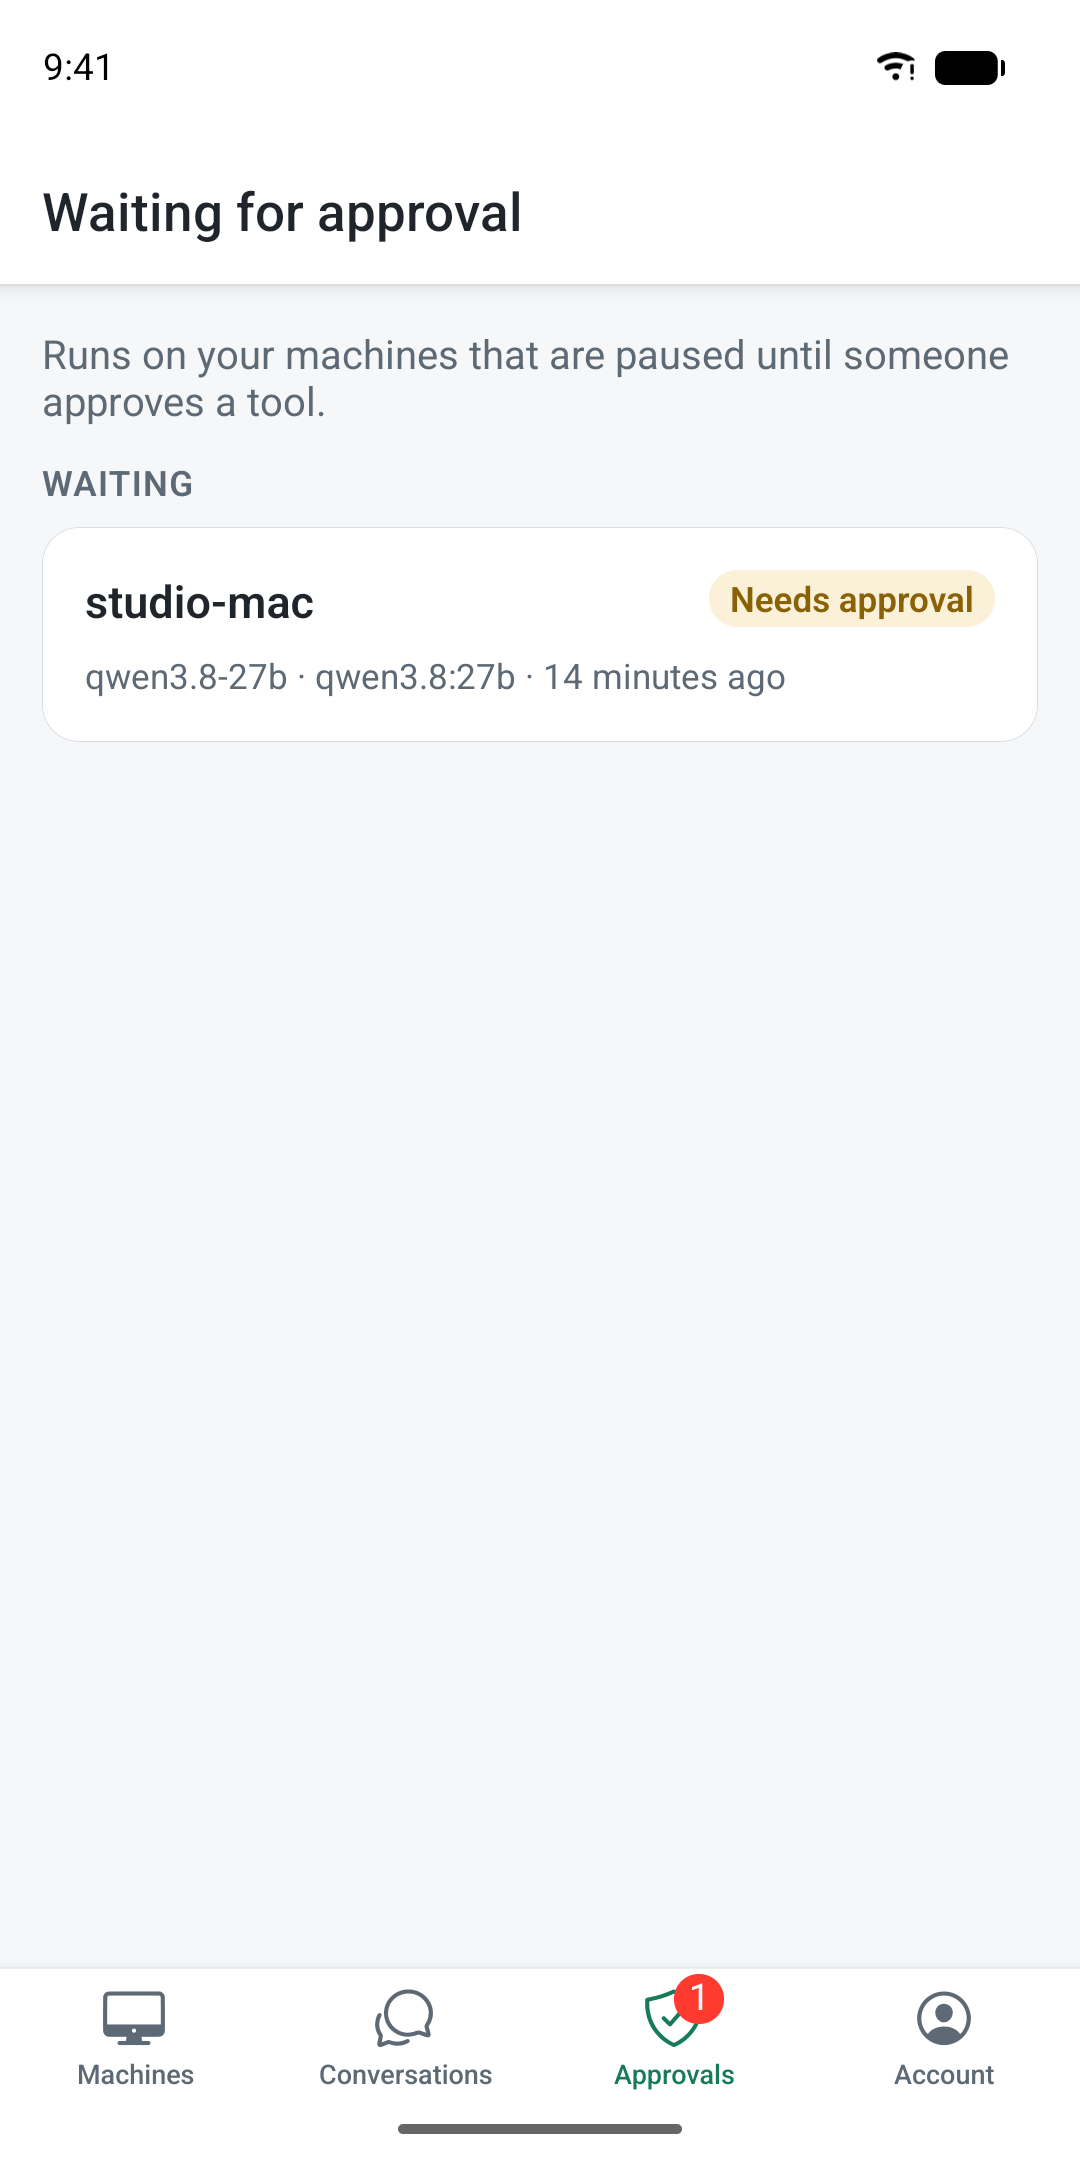 9:41
Waiting for approval
Runs on your machines that are paused until someone
approves a tool.
WAITING
studio-mac
Needs approval
qwen3.8-27b · qwen3.8:27b · 14 minutes ago
1
Machines
Conversations
Approvals
Account